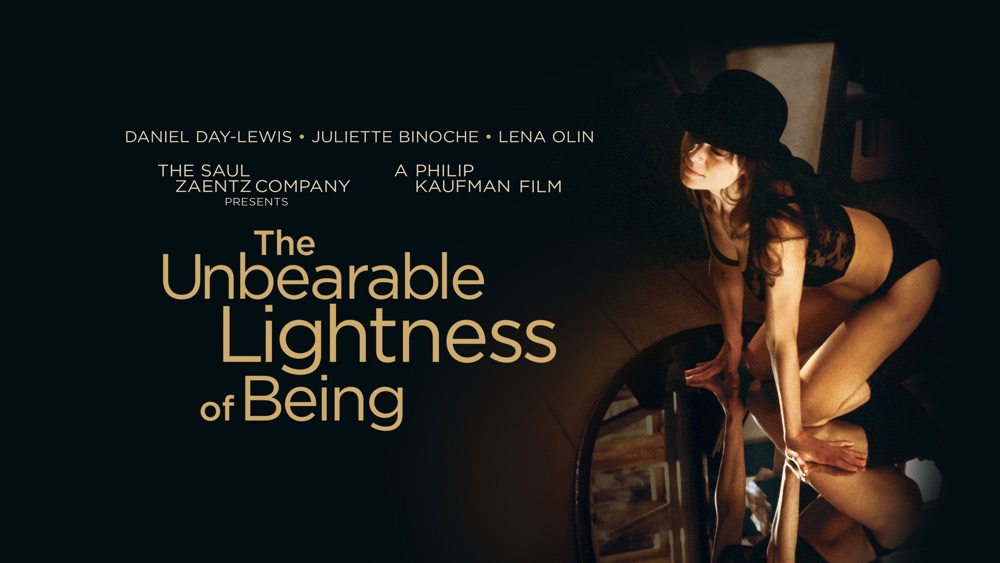 DANIEL DAY-LEWIS • JULIETTE BINOCHE • LENA OLIN
THE SAUL
ZAENTZ COMPANY
PRESENTS
A PHILIP
KAUFMAN FILM
The
Unbearable
Lightness
of Being